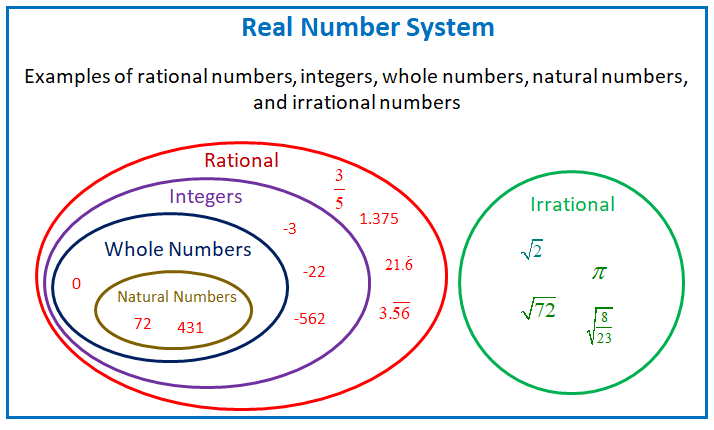 Real Number System
Examples of rational numbers, integers, whole numbers, natural numbers,
and irrational numbers
Rational
3/5
Integers
1.375
-3
Whole Numbers
21.6̇
-22
0
Natural Numbers
3.5̅6̅
-562
72 431
Irrational
√2
π
√72
√(8/23)